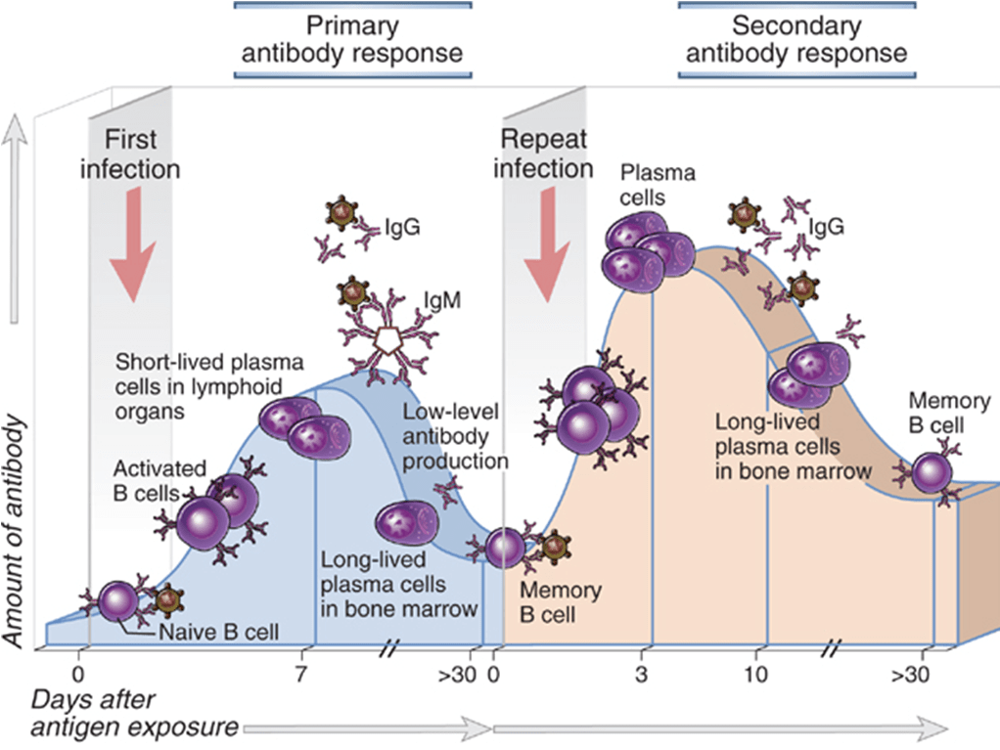 Primary
antibody response
Secondary
antibody response
First
infection
Repeat
infection
Plasma
cells
IgG
IgG
IgM
Short-lived plasma
cells in lymphoid
organs
Low-level
antibody
production
Activated
B cells
Long-lived
plasma cells
in bone marrow
Memory
B cell
Long-lived
plasma cells
in bone marrow
Memory
B cell
Naive B cell
Amount of antibody
0 7 >30 0 3 10 >30
Days after
antigen exposure